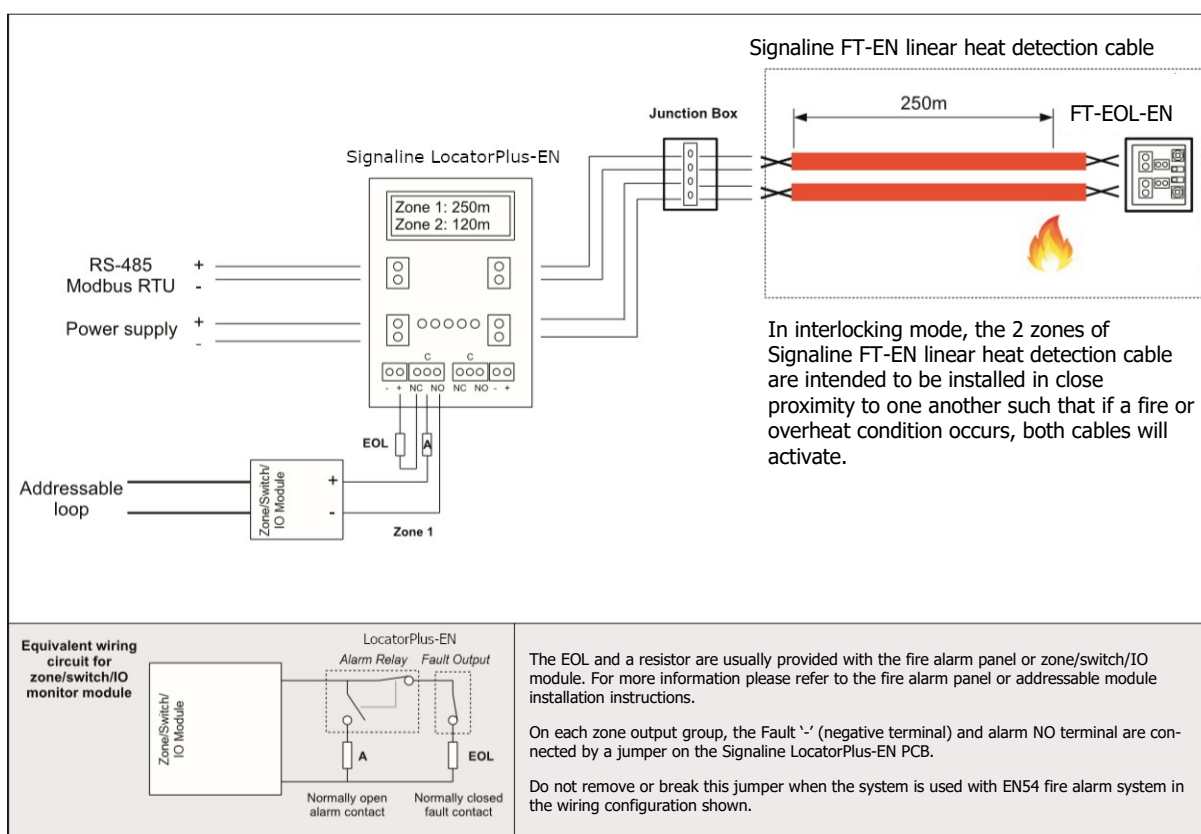 Signaline FT-EN linear heat detection cable
250m
FT-EOL-EN
Junction Box
Signaline LocatorPlus-EN
Zone 1: 250m
Zone 2: 120m
RS-485
Modbus RTU
+
-
Power supply
+
-
C
C
- + NC NO NC NO - +
EOL
A
Addressable
loop
Zone/Switch/
IO Module
+
-
Zone 1
In interlocking mode, the 2 zones of
Signaline FT-EN linear heat detection cable
are intended to be installed in close
proximity to one another such that if a fire or
overheat condition occurs, both cables will
activate.
Equivalent wiring
circuit for
zone/switch/IO
monitor module
Zone/Switch/
IO Module
LocatorPlus-EN
Alarm Relay Fault Output
A
EOL
Normally open
alarm contact
Normally closed
fault contact
The EOL and a resistor are usually provided with the fire alarm panel or zone/switch/IO
module. For more information please refer to the fire alarm panel or addressable module
installation instructions.
On each zone output group, the Fault ‘-’ (negative terminal) and alarm NO terminal are con-
nected by a jumper on the Signaline LocatorPlus-EN PCB.
Do not remove or break this jumper when the system is used with EN54 fire alarm system in
the wiring configuration shown.